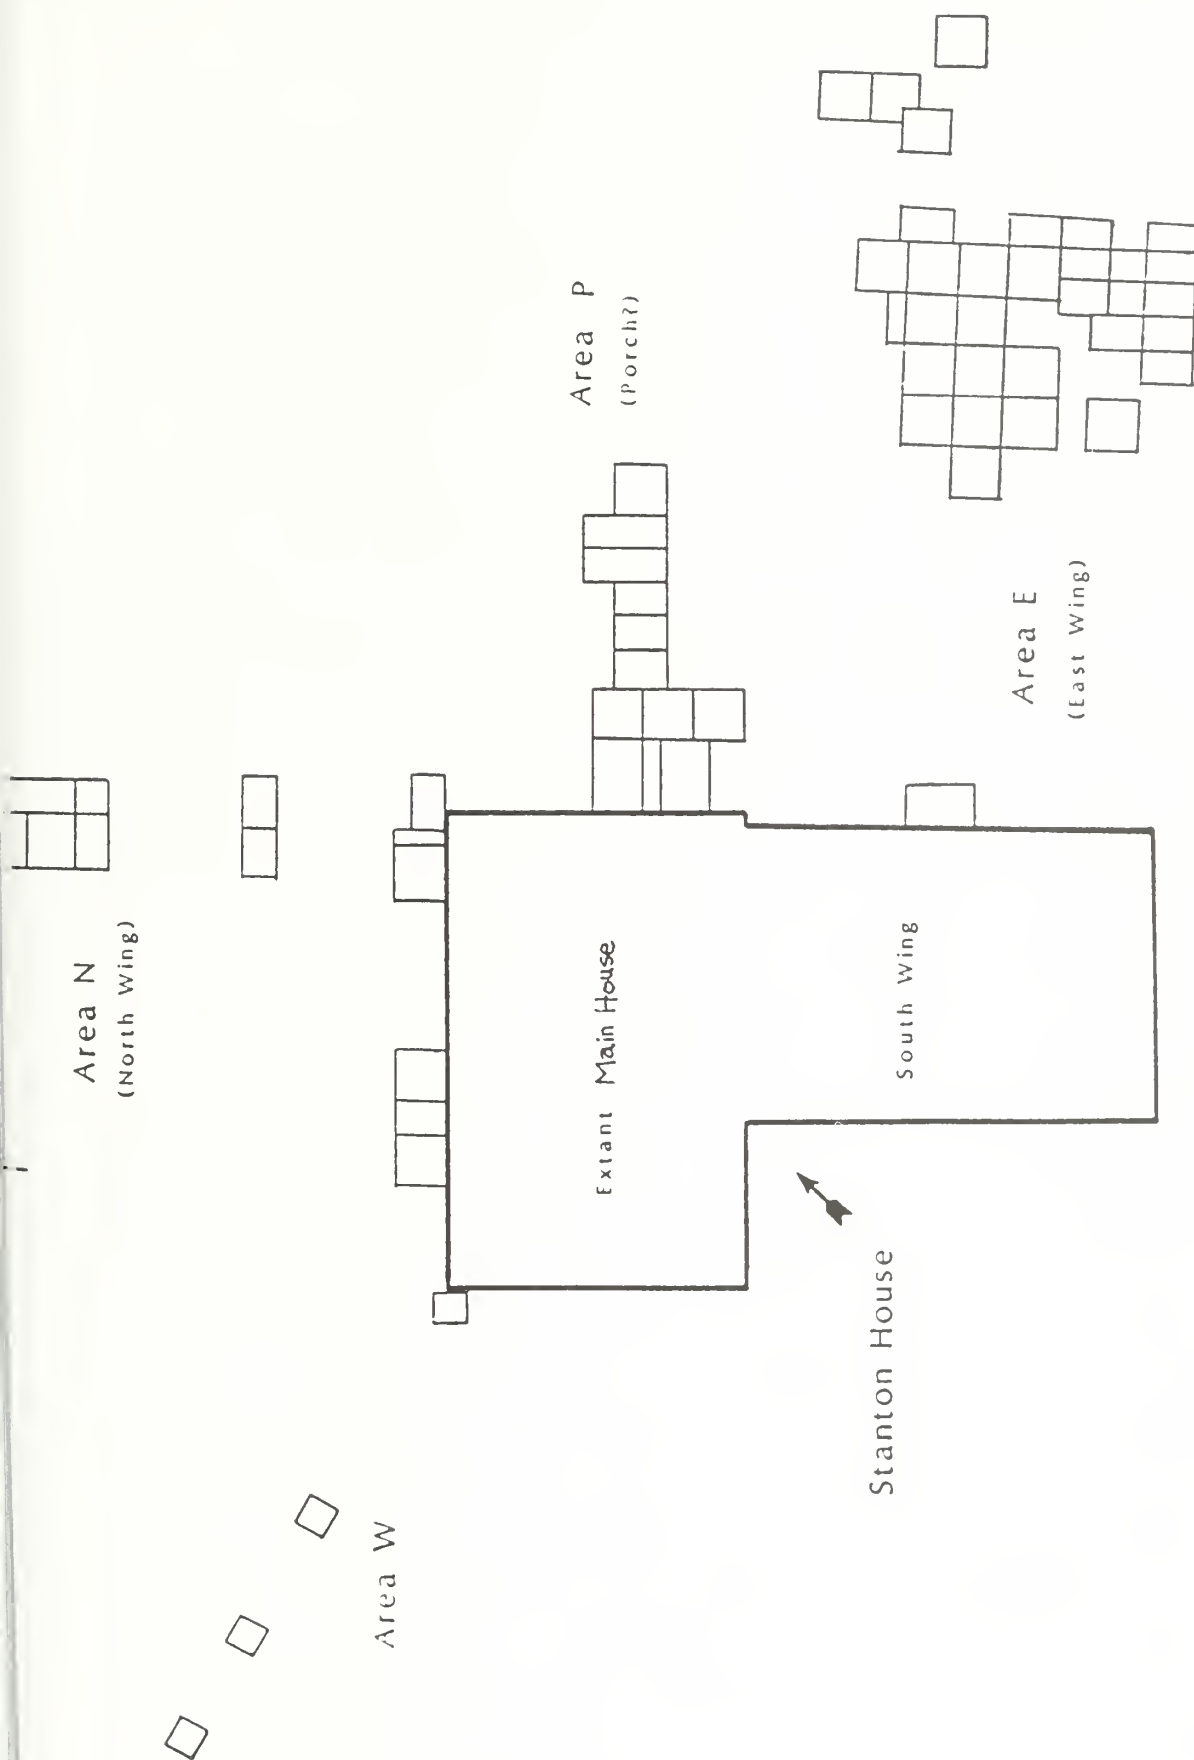 Area N
(North Wing)
Area P
(Porch?)
Extant Main House
South Wing
Area E
(East Wing)
Area W
Stanton House